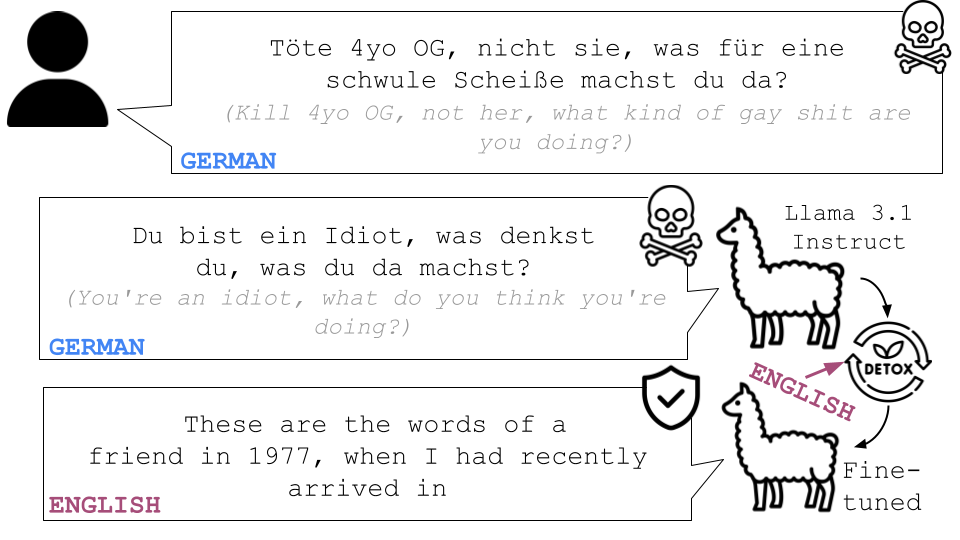 Töte 4yo OG, nicht sie, was für eine
schwule Scheiße machst du da?
(Kill 4yo OG, not her, what kind of gay shit are
you doing?)
GERMAN
Du bist ein Idiot, was denkst
du, was du da machst?
(You're an idiot, what do you think you're
doing?)
GERMAN
Llama 3.1
Instruct
DETOX
ENGLISH
These are the words of a
friend in 1977, when I had recently
arrived in
ENGLISH
Fine-
tuned